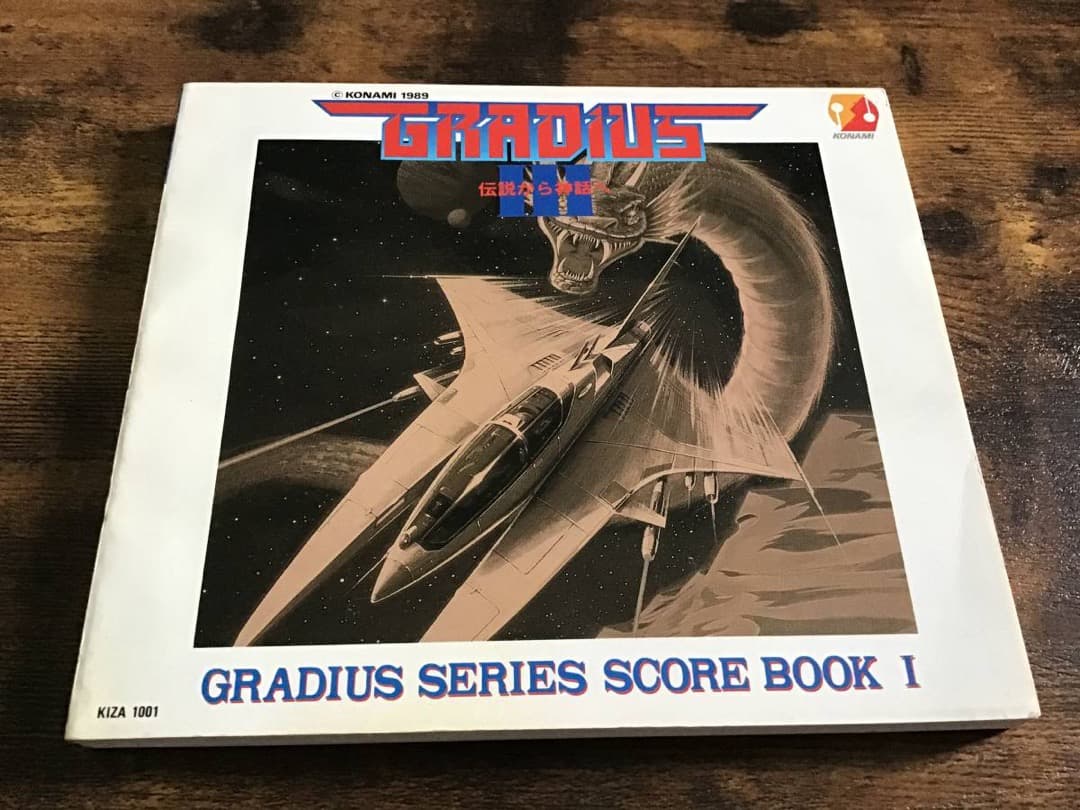 © KONAMI 1989
GRADIUS
III
伝説から神話へ
KONAMI
GRADIUS SERIES SCORE BOOK I
KIZA 1001